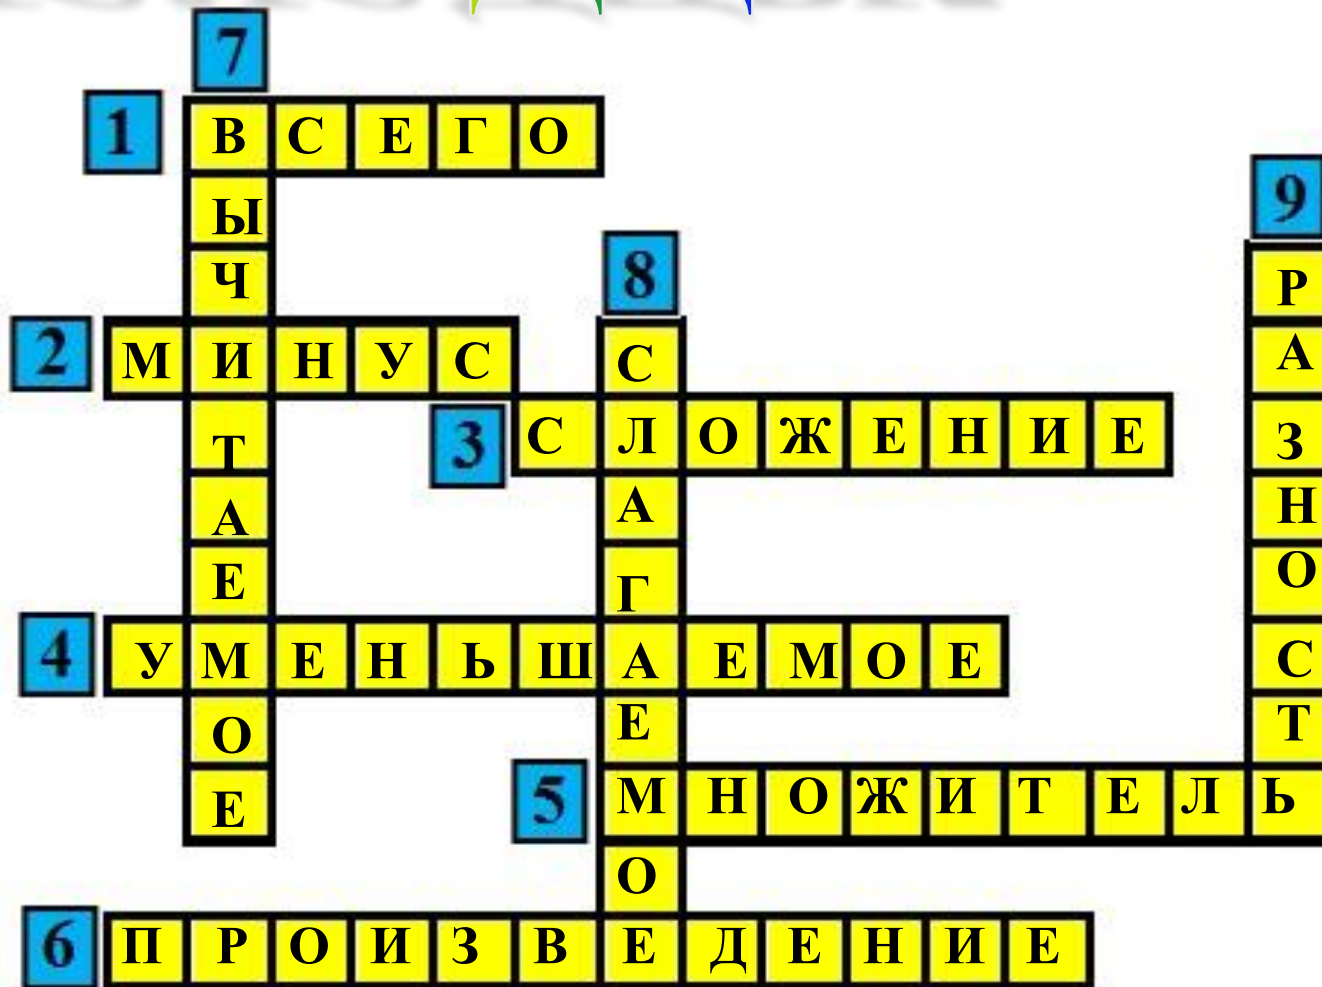 7
1 ВСЕГО
9
8
2 МИНУС
3 СЛОЖЕНИЕ
4 УМЕНЬШАЕМОЕ
5 МНОЖИТЕЛЬ
6 ПРОИЗВЕДЕНИЕ
ВЫЧИТАЕМОЕ
СЛАГАЕМОЕ
РАЗНОСТЬ